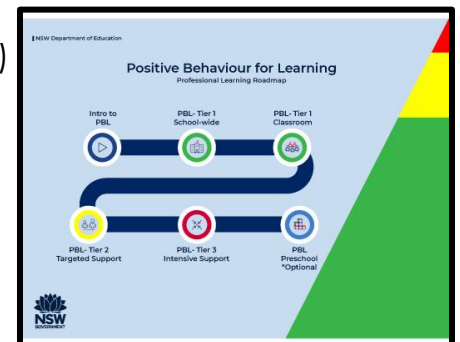 )
NSW Department of Education
Positive Behaviour for Learning
Professional Learning Roadmap
Intro to
PBL
PBL- Tier 1
School-wide
PBL- Tier 1
Classroom
PBL- Tier 2
Targeted Support
PBL- Tier 3
Intensive Support
PBL
Preschool
*Optional
NSW
GOVERNMENT